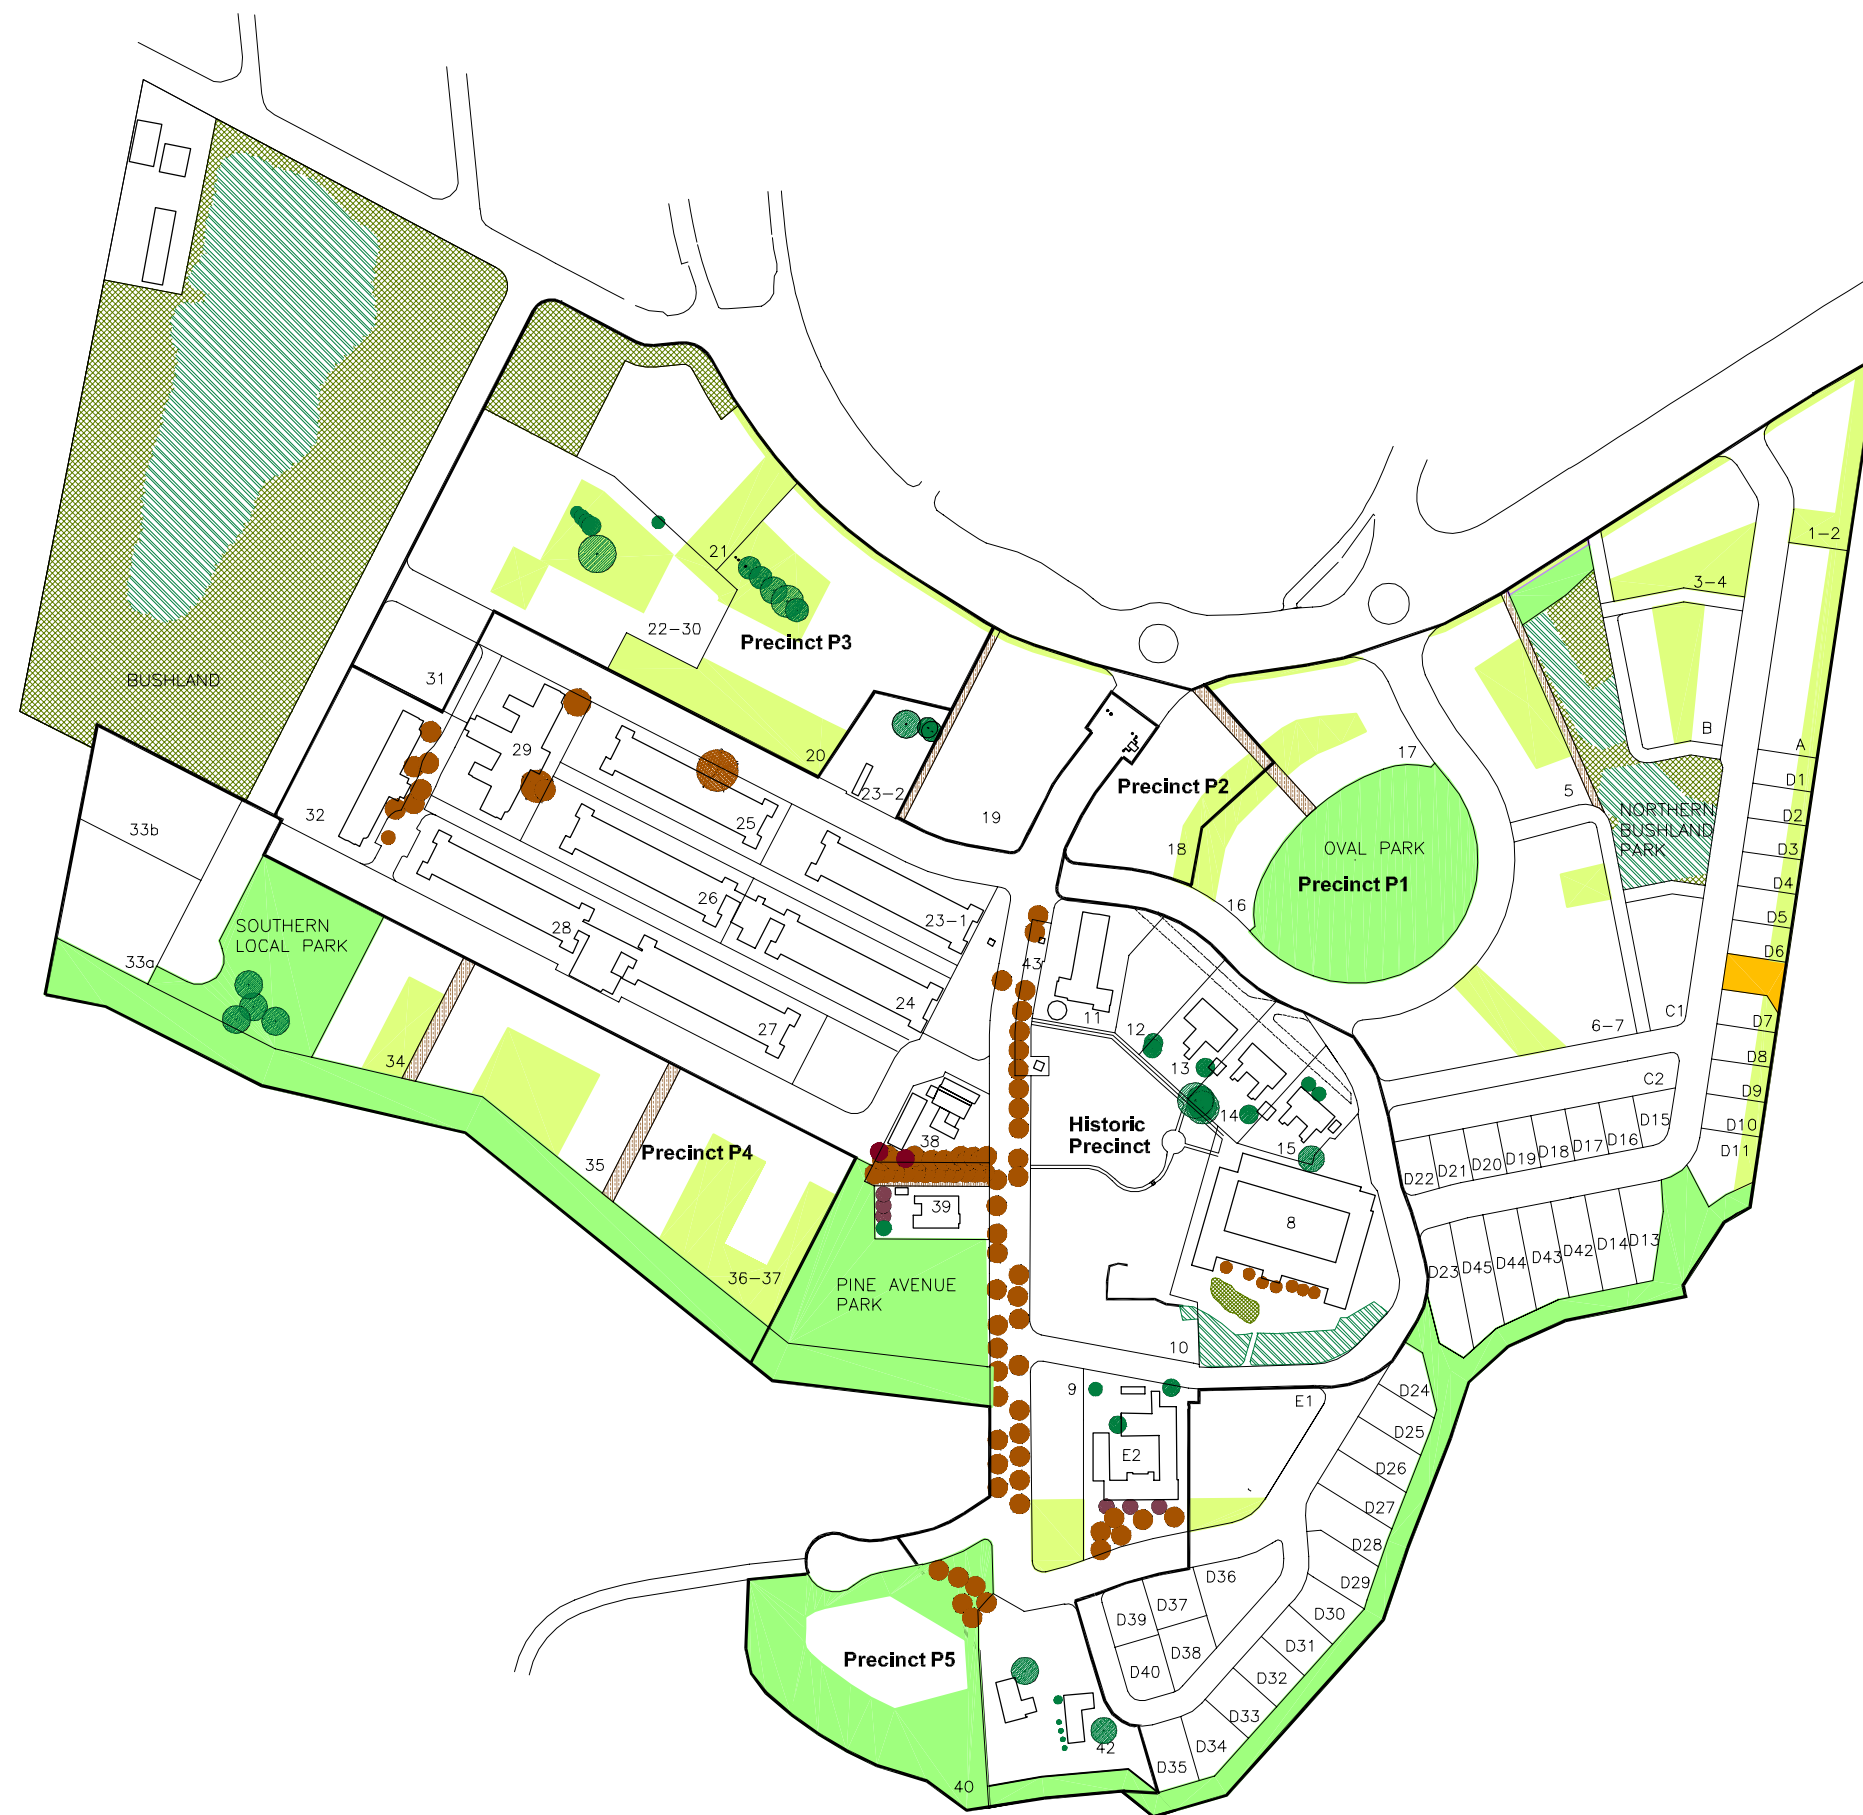 1-2
3-4
21
22-30
Precinct P3
BUSHLAND
31
B
A
17
D1
20
29
Precinct P2
23-2
5
D2
19
32
25
NORTHERN
BUSHLAND
PARK
33b
18
OVAL PARK
D3
Precinct P1
D4
26
16
D5
23-1
SOUTHERN
LOCAL PARK
28
D6
33a
43
24
C1
11
6-7
D7
27
12
34
D8
13
C2
D9
14
D15
Historic
Precinct
D10
38
D16
Precinct P4
15
D17
D11
35
D18
D19
D20
D21
D22
39
8
D13
D14
D42
D43
D44
D45
D23
36-37
PINE AVENUE
PARK
10
9
D24
E1
D25
E2
D26
D27
D28
D36
D29
D37
D30
D39
D31
D38
Precinct P5
D40
D32
D33
42
D34
D35
40